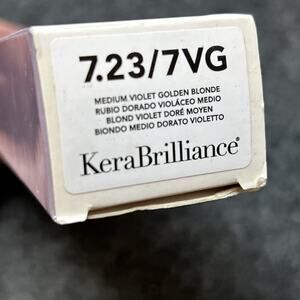 7.23/7VG
MEDIUM VIOLET GOLDEN BLONDE
RUBIO DORADO VIOLÁCEO MEDIO
BLOND VIOLET DORÉ MOYEN
BIONDO MEDIO DORATO VIOLETTO
KeraBrilliance®